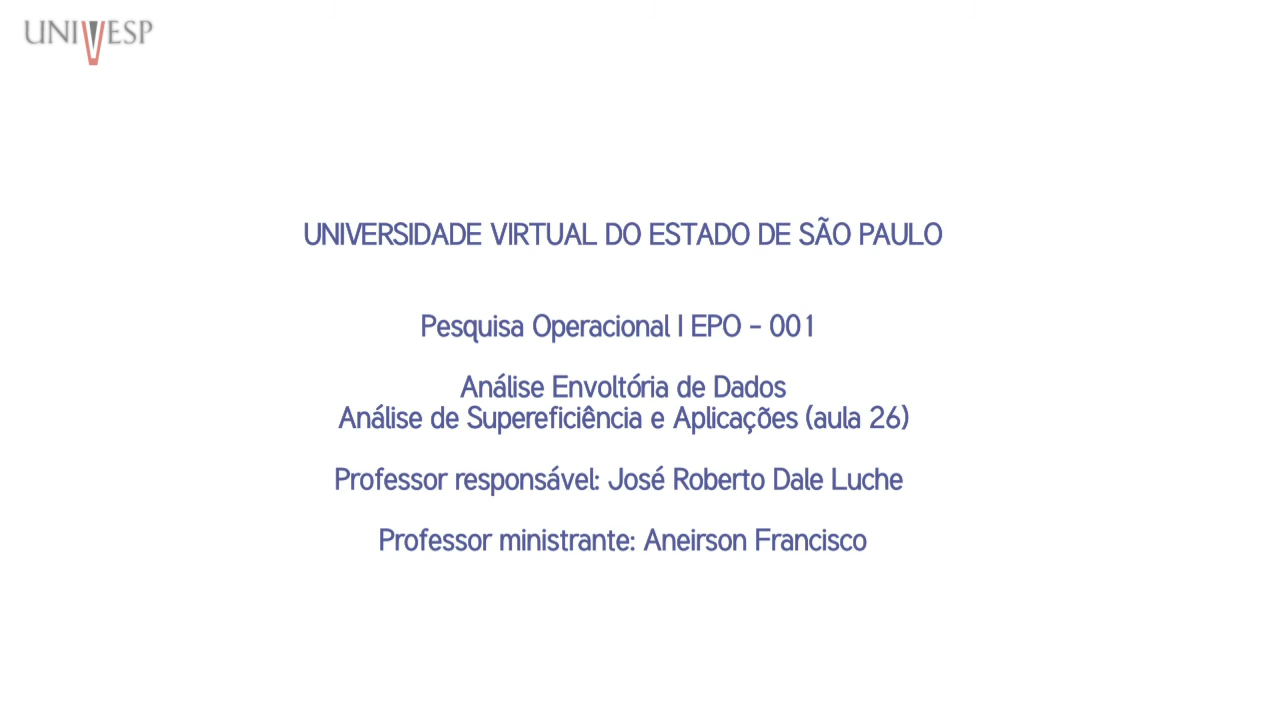 UNIVESP
UNIVERSIDADE VIRTUAL DO ESTADO DE SÃO PAULO
Pesquisa Operacional I EPO - 001
Análise Envoltória de Dados
Análise de Supereficiência e Aplicações (aula 26)
Professor responsável: José Roberto Dale Luche
Professor ministrante: Aneirson Francisco